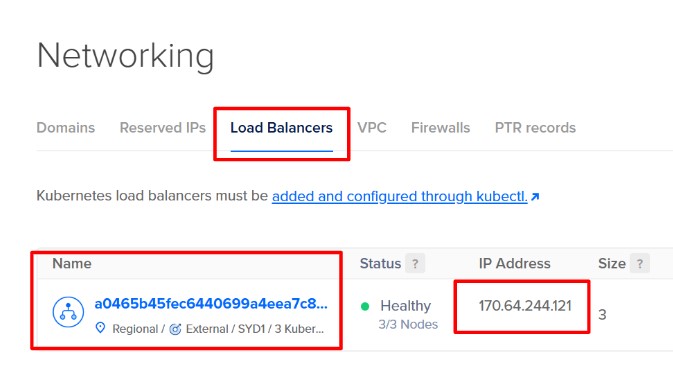 Networking
Domains Reserved IPs Load Balancers VPC Firewalls PTR records
Kubernetes load balancers must be added and configured through kubectl.
Name Status ? IP Address Size ?
a0465b45fec6440699a4eea7c8... Healthy 170.64.244.121 3
Regional / External / SYD1 / 3 Kuber... 3/3 Nodes